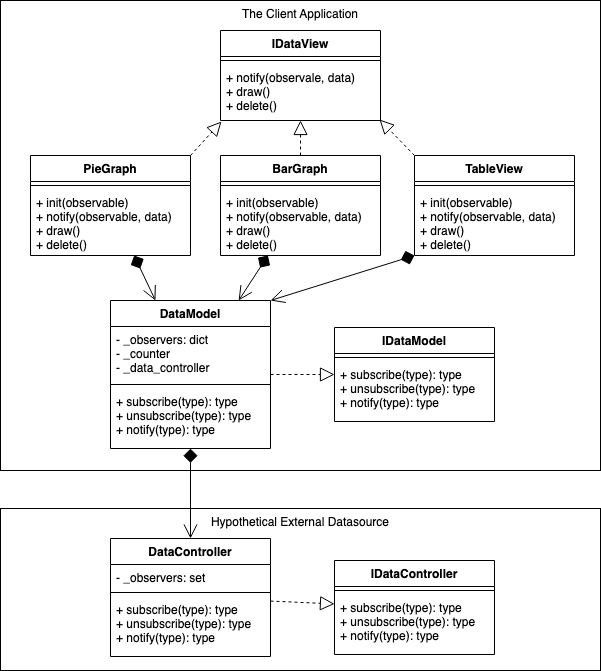 The Client Application
IDataView
+ notify(observale, data)
+ draw()
+ delete()
PieGraph
+ init(observable)
+ notify(observable, data)
+ draw()
+ delete()
BarGraph
+ init(observable)
+ notify(observable, data)
+ draw()
+ delete()
TableView
+ init(observable)
+ notify(observable, data)
+ draw()
+ delete()
DataModel
- _observers: dict
- _counter
- _data_controller
+ subscribe(type): type
+ unsubscribe(type): type
+ notify(type): type
IDataModel
+ subscribe(type): type
+ unsubscribe(type): type
+ notify(type): type
Hypothetical External Datasource
DataController
- _observers: set
+ subscribe(type): type
+ unsubscribe(type): type
+ notify(type): type
IDataController
+ subscribe(type): type
+ unsubscribe(type): type
+ notify(type): type